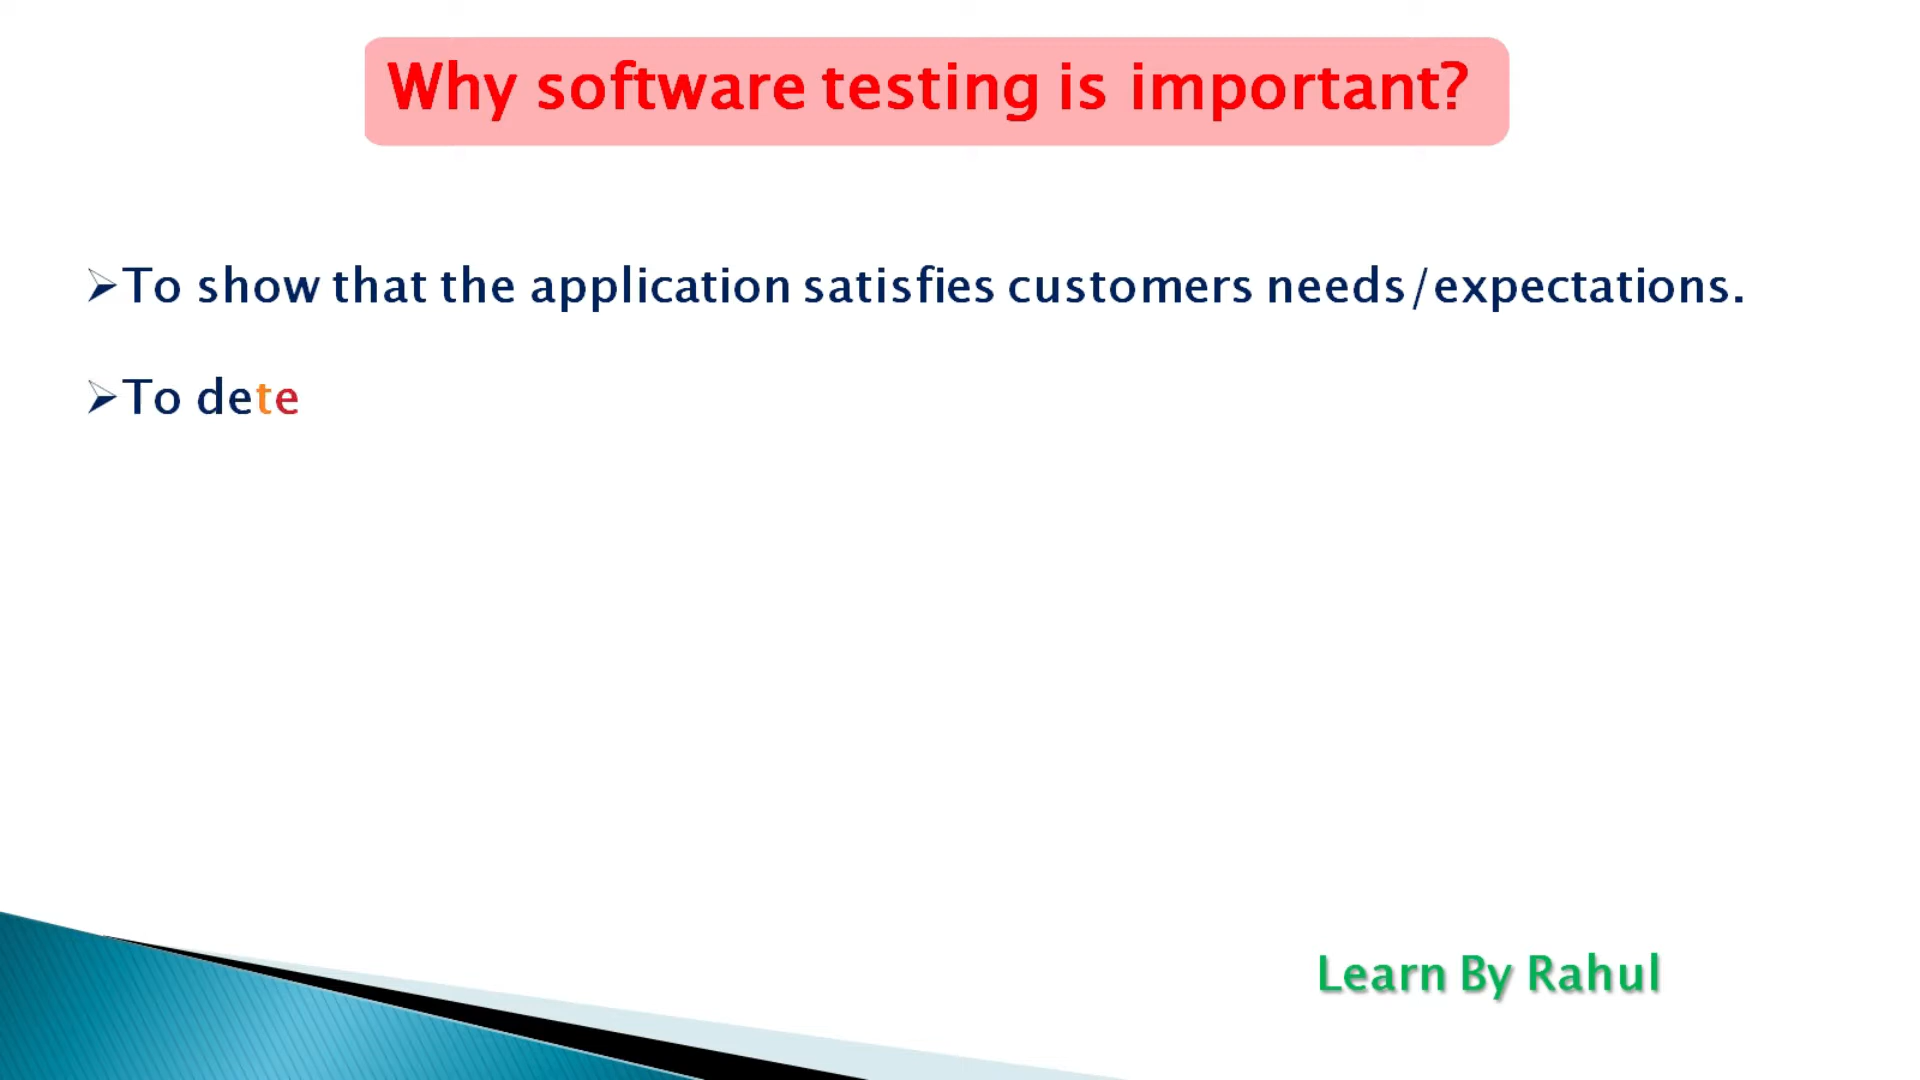 Why software testing is important?
➢To show that the application satisfies customers needs/expectations.
➢To dete
Learn By Rahul